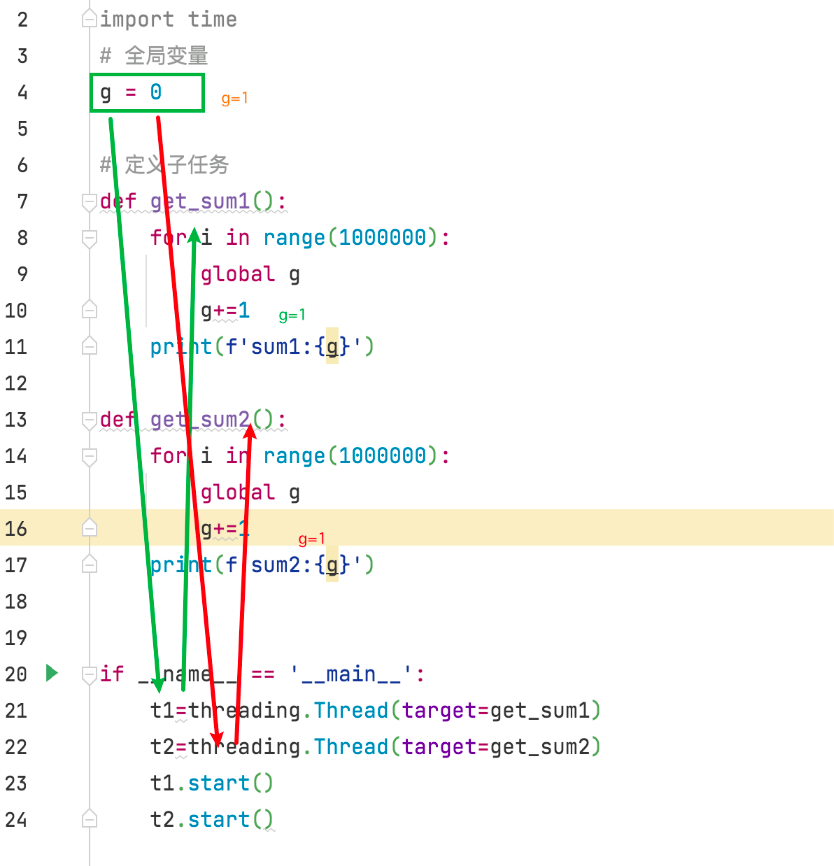 2 import time
3 # 全局变量
4 g = 0 g=1
5
6 # 定义子任务
7 def get_sum1():
8 for i in range(1000000):
9 global g
10 g+=1 g=1
11 print(f'sum1:{g}')
12
13 def get_sum2():
14 for i in range(1000000):
15 global g
16 g+=1 g=1
17 print(f'sum2:{g}')
18
19
20 if __name__ == '__main__':
21 t1=threading.Thread(target=get_sum1)
22 t2=threading.Thread(target=get_sum2)
23 t1.start()
24 t2.start()